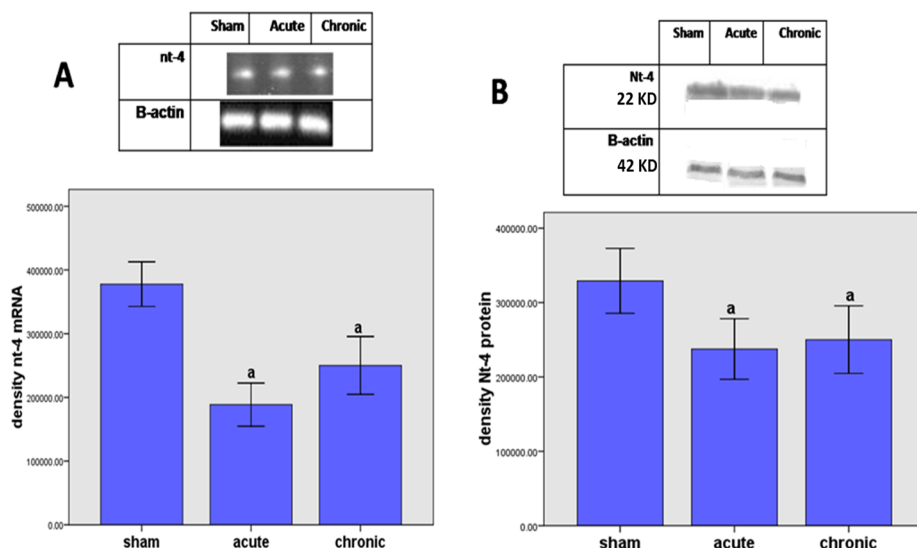 A
Sham Acute Chronic
nt-4
B-actin
density nt-4 mRNA
500000.00
400000.00
300000.00
200000.00
100000.00
0.00
a
a
sham acute chronic
B
Sham Acute Chronic
Nt-4
22 KD
B-actin
42 KD
density Nt-4 protein
400000.00
300000.00
200000.00
100000.00
0.00
a
a
sham acute chronic